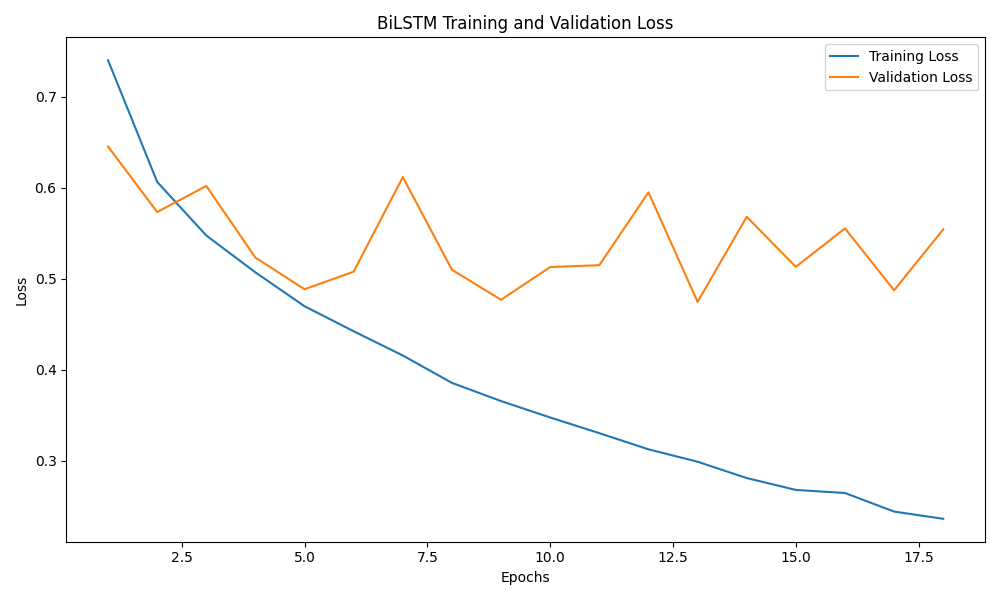 BiLSTM Training and Validation Loss
Training Loss
Validation Loss
Loss
0.7
0.6
0.5
0.4
0.3
2.5
5.0
7.5
10.0
12.5
15.0
17.5
Epochs